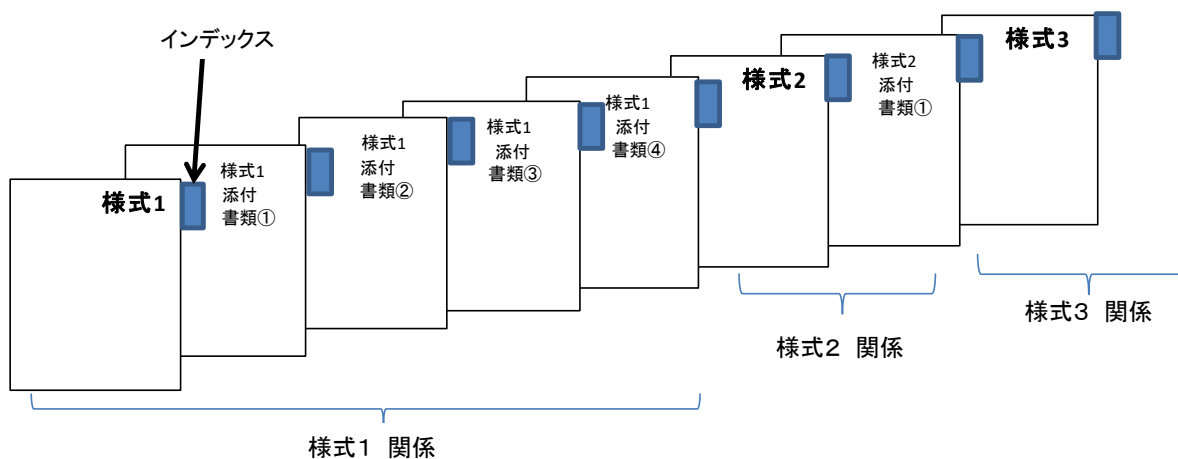 インデックス
様式1
様式1
添付
書類①
様式1
添付
書類②
様式1
添付
書類③
様式1
添付
書類④
様式2
様式2
添付
書類①
様式3
様式1 関係
様式2 関係
様式3 関係